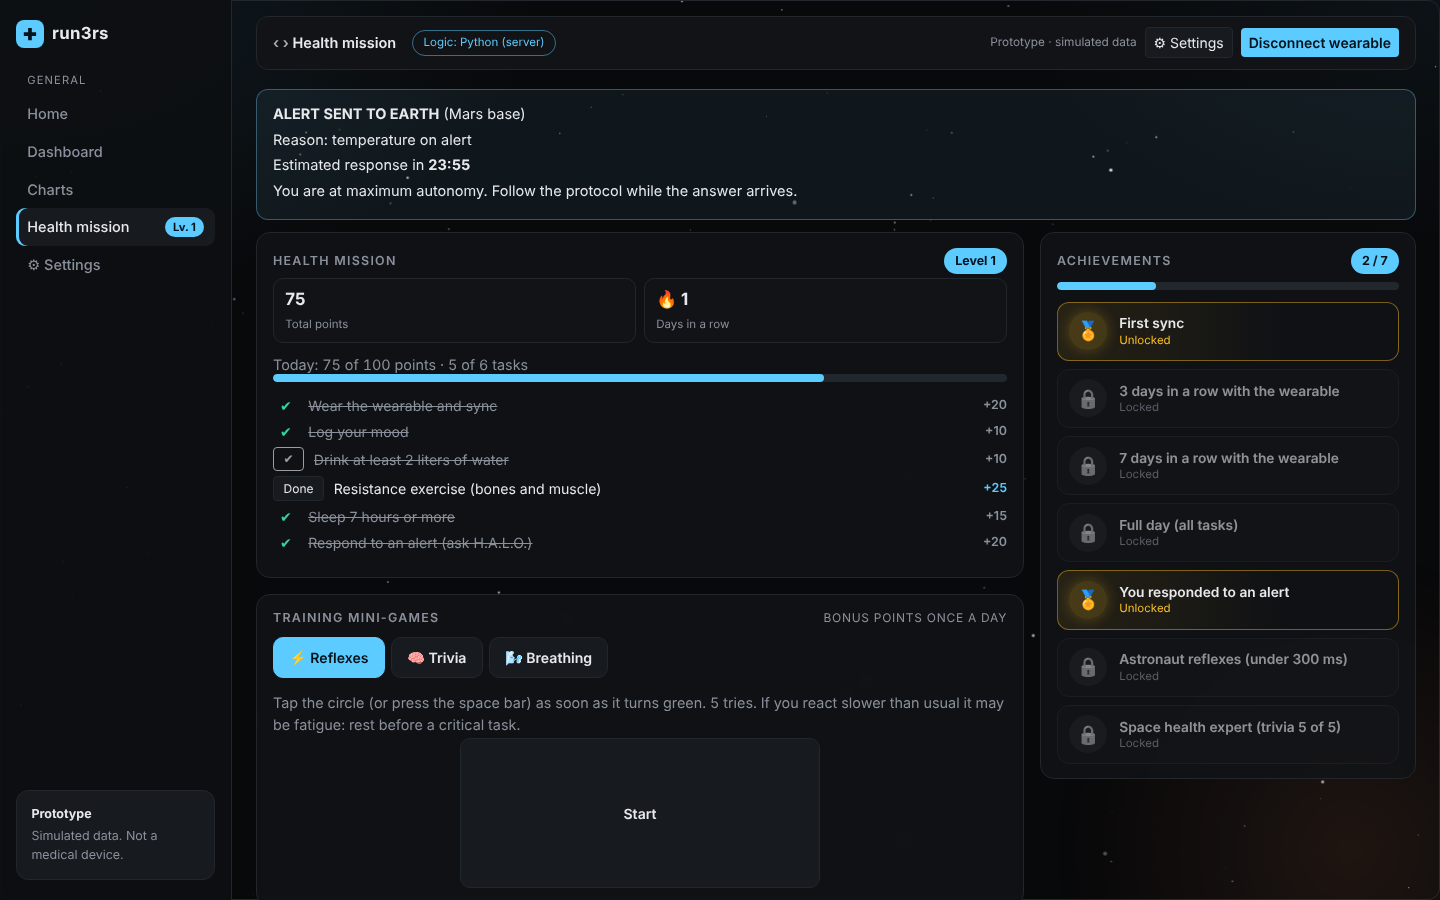 run3rs
GENERAL
Home
Dashboard
Charts
Health mission
Lv. 1
⚙ Settings
Prototype
Simulated data. Not a
medical device.
‹ › Health mission
Logic: Python (server)
Prototype · simulated data
⚙ Settings
Disconnect wearable
ALERT SENT TO EARTH (Mars base)
Reason: temperature on alert
Estimated response in 23:55
You are at maximum autonomy. Follow the protocol while the answer arrives.
HEALTH MISSION
Level 1
75
Total points
🔥 1
Days in a row
Today: 75 of 100 points · 5 of 6 tasks
✔ Wear the wearable and sync +20
✔ Log your mood +10
✔ Drink at least 2 liters of water +10
Done Resistance exercise (bones and muscle) +25
✔ Sleep 7 hours or more +15
✔ Respond to an alert (ask H.A.L.O.) +20
TRAINING MINI-GAMES
BONUS POINTS ONCE A DAY
⚡ Reflexes
🧠 Trivia
🌬️ Breathing
Tap the circle (or press the space bar) as soon as it turns green. 5 tries. If you react slower than usual it may
be fatigue: rest before a critical task.
Start
ACHIEVEMENTS
2 / 7
First sync
Unlocked
3 days in a row with the wearable
Locked
7 days in a row with the wearable
Locked
Full day (all tasks)
Locked
You responded to an alert
Unlocked
Astronaut reflexes (under 300 ms)
Locked
Space health expert (trivia 5 of 5)
Locked